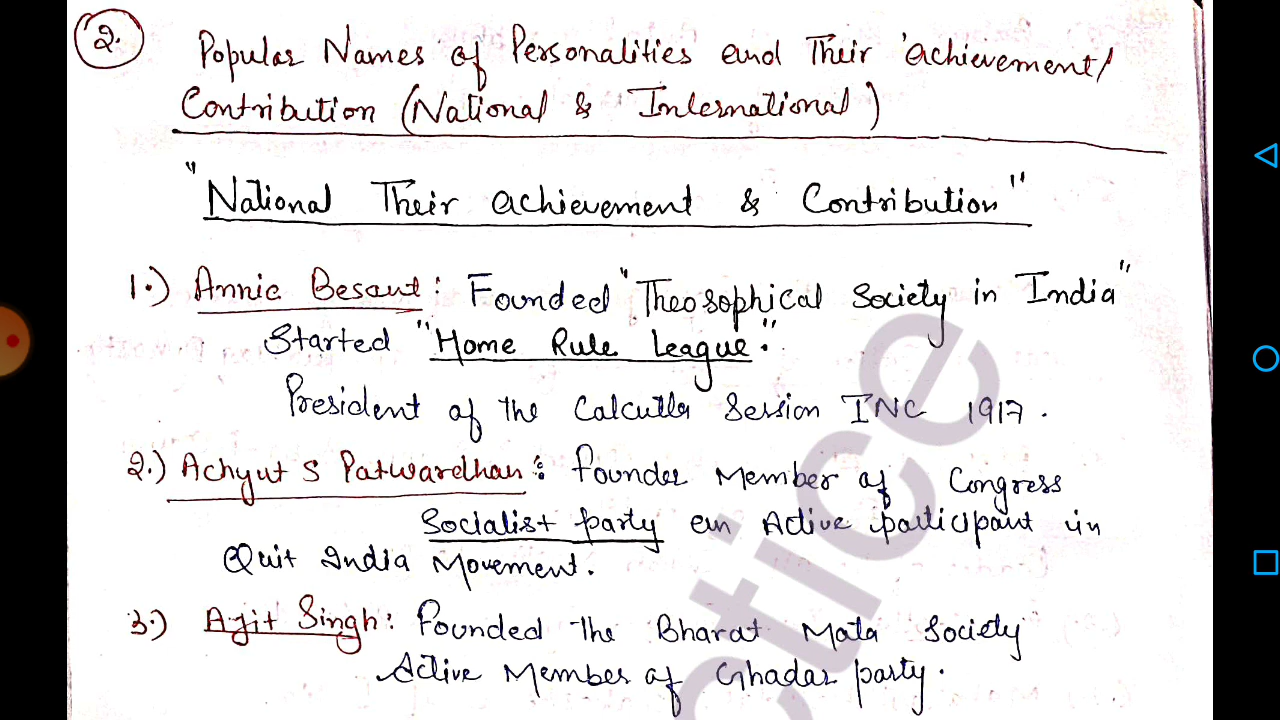 2.
Popular Names of Personalities and Their achievement/
Contribution (National & International)
"National Their achievement & Contribution"
1.) Annie Besant: Founded "Theosophical Society in India"
Started "Home Rule League".
President of the Calcutta Session INC 1917.
2.) Achyut S Patwardhan: founder Member of Congress
Socialist party an Active participant in
Quit India Movement.
3.) Ajit Singh: Founded the Bharat Mata Society
Active Member of Ghadar party.
ctice